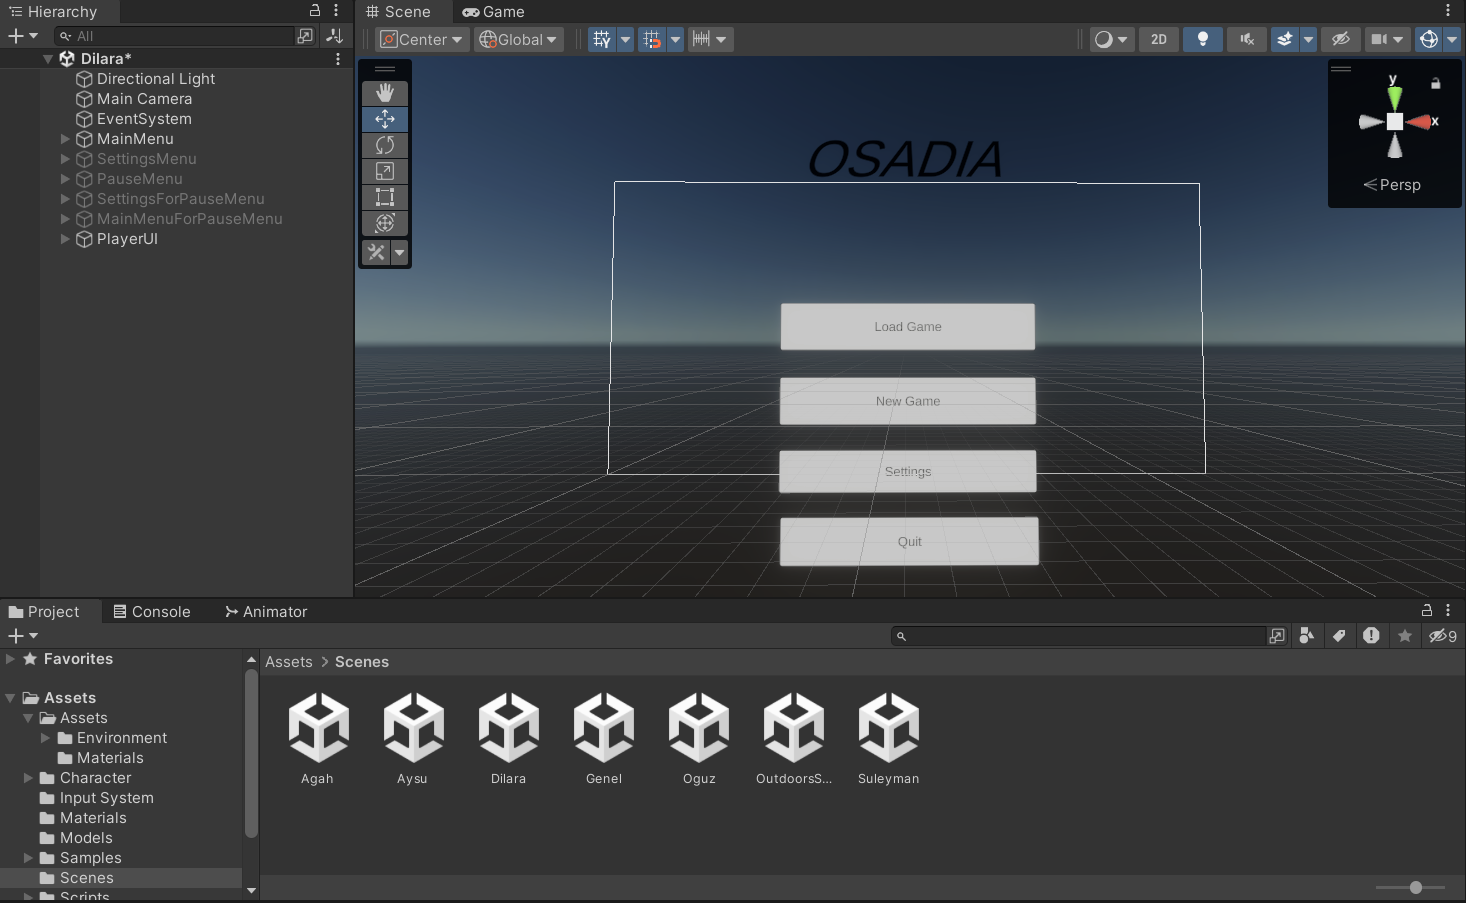 Hierarchy
All
Dilara*
Directional Light
Main Camera
EventSystem
MainMenu
SettingsMenu
PauseMenu
SettingsForPauseMenu
MainMenuForPauseMenu
PlayerUI
Scene
Game
Center
Global
2D
y
x
Persp
OSADIA
Load Game
New Game
Settings
Quit
Project
Console
Animator
9
Favorites
Assets
Assets
Environment
Materials
Character
Input System
Materials
Models
Samples
Scenes
Scripts
Assets > Scenes
Agah
Aysu
Dilara
Genel
Oguz
OutdoorsS...
Suleyman